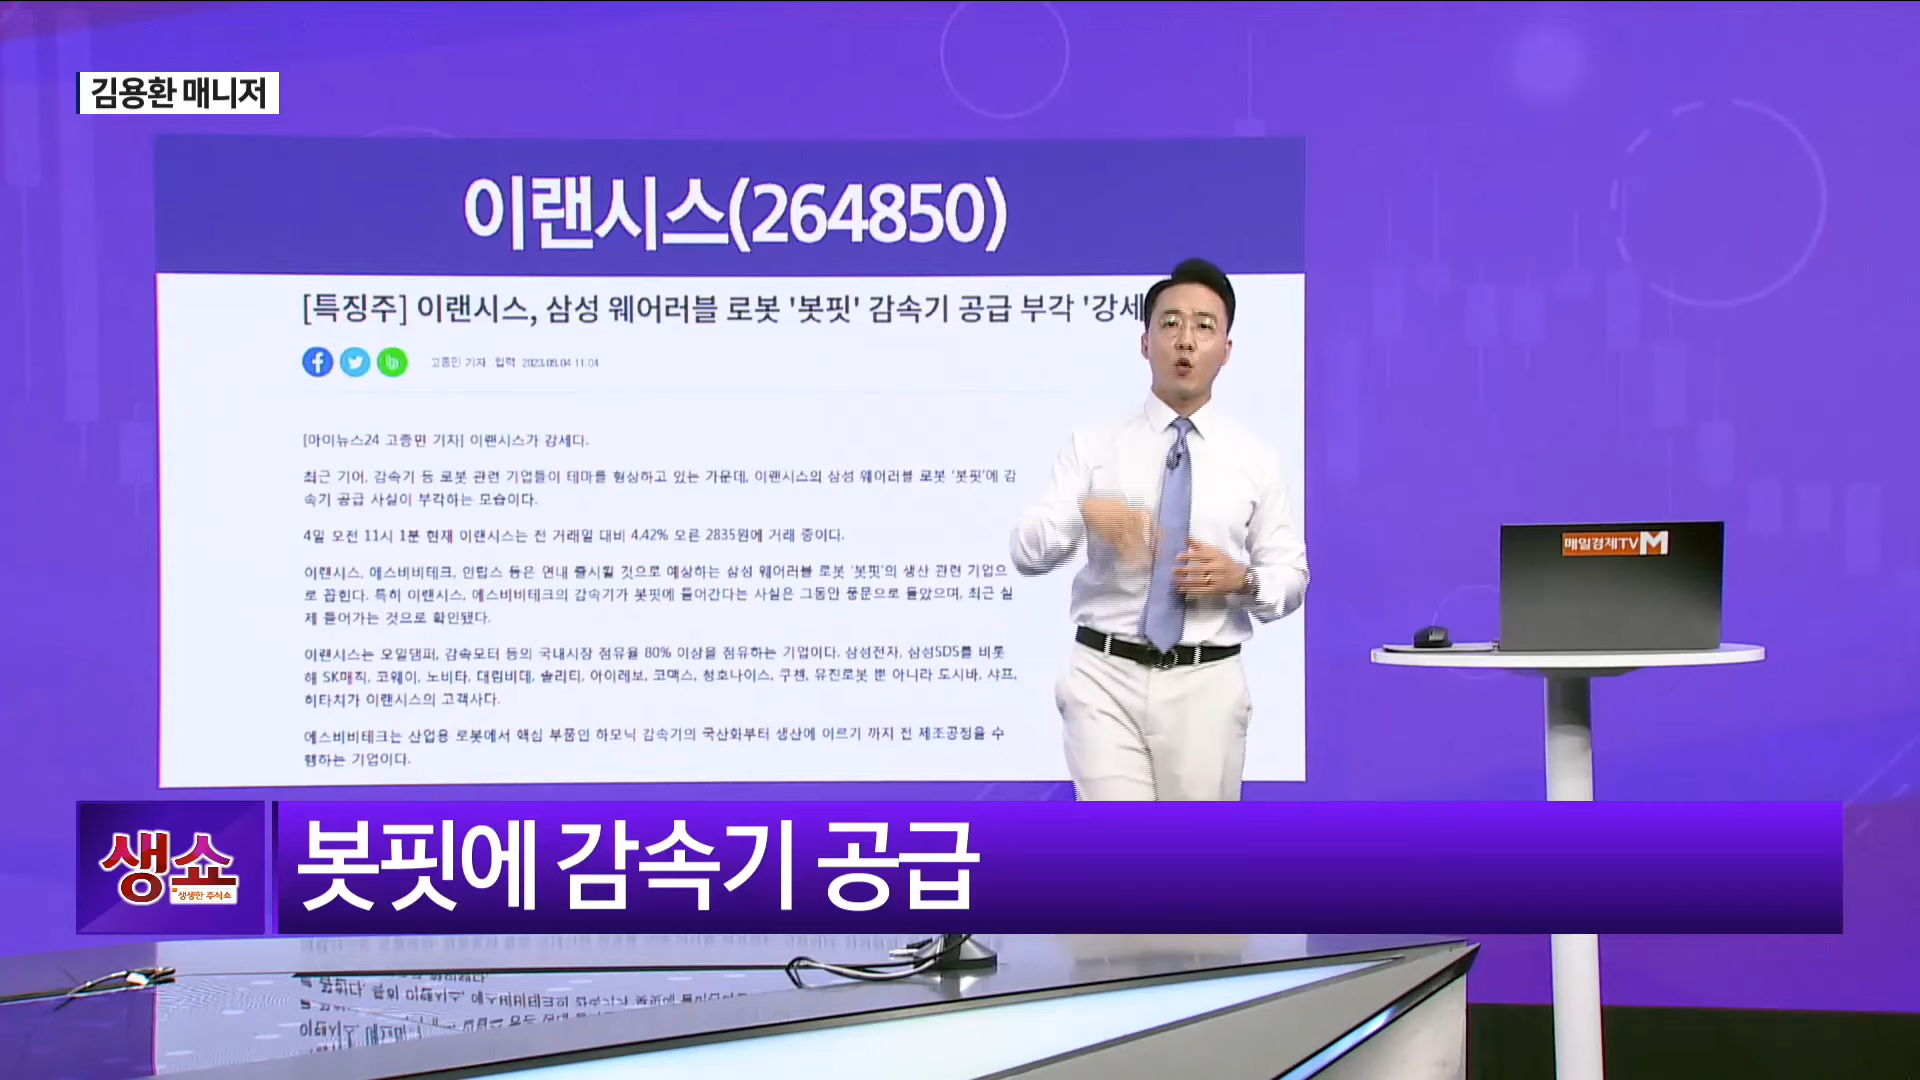 김용환 매니저
이랜시스(264850)
[특징주] 이랜시스, 삼성 웨어러블 로봇 '봇핏' 감속기 공급 부각 '강세
고종민 기자 입력 2023.09.04 11:04
[아이뉴스24 고종민 기자] 이랜시스가 강세다.
최근 기어, 감속기 등 로봇 관련 기업들이 테마를 형상하고 있는 가운데, 이랜시스의 삼성 웨어러블 로봇 '봇핏'에 감
속기 공급 사실이 부각하는 모습이다.
4일 오전 11시 1분 현재 이랜시스는 전 거래일 대비 4.42% 오른 2835원에 거래 중이다.
이랜시스, 에스비비테크, 인탑스 등은 연내 출시될 것으로 예상하는 삼성 웨어러블 로봇 '봇핏'의 생산 관련 기업으
로 꼽힌다. 특히 이랜시스, 에스비비테크의 감속기가 봇핏에 들어간다는 사실은 그동안 풍문으로 돌았으며, 최근 실
제 들어가는 것으로 확인됐다.
이랜시스는 오일댐퍼, 감속모터 등의 국내시장 점유율 80% 이상을 점유하는 기업이다. 삼성전자, 삼성SDS를 비롯
해 SK매직, 코웨이, 노비타, 대림비데, 솔리티, 아이레보, 코맥스, 청호나이스, 쿠첸, 유진로봇 뿐 아니라 도시바, 샤프,
히타치가 이랜시스의 고객사다.
에스비비테크는 산업용 로봇에서 핵심 부품인 하모닉 감속기의 국산화부터 생산에 이르기 까지 전 제조공정을 수
행하는 기업이다.
매일경제TV M
생쇼
생생한 주식쇼
봇핏에 감속기 공급